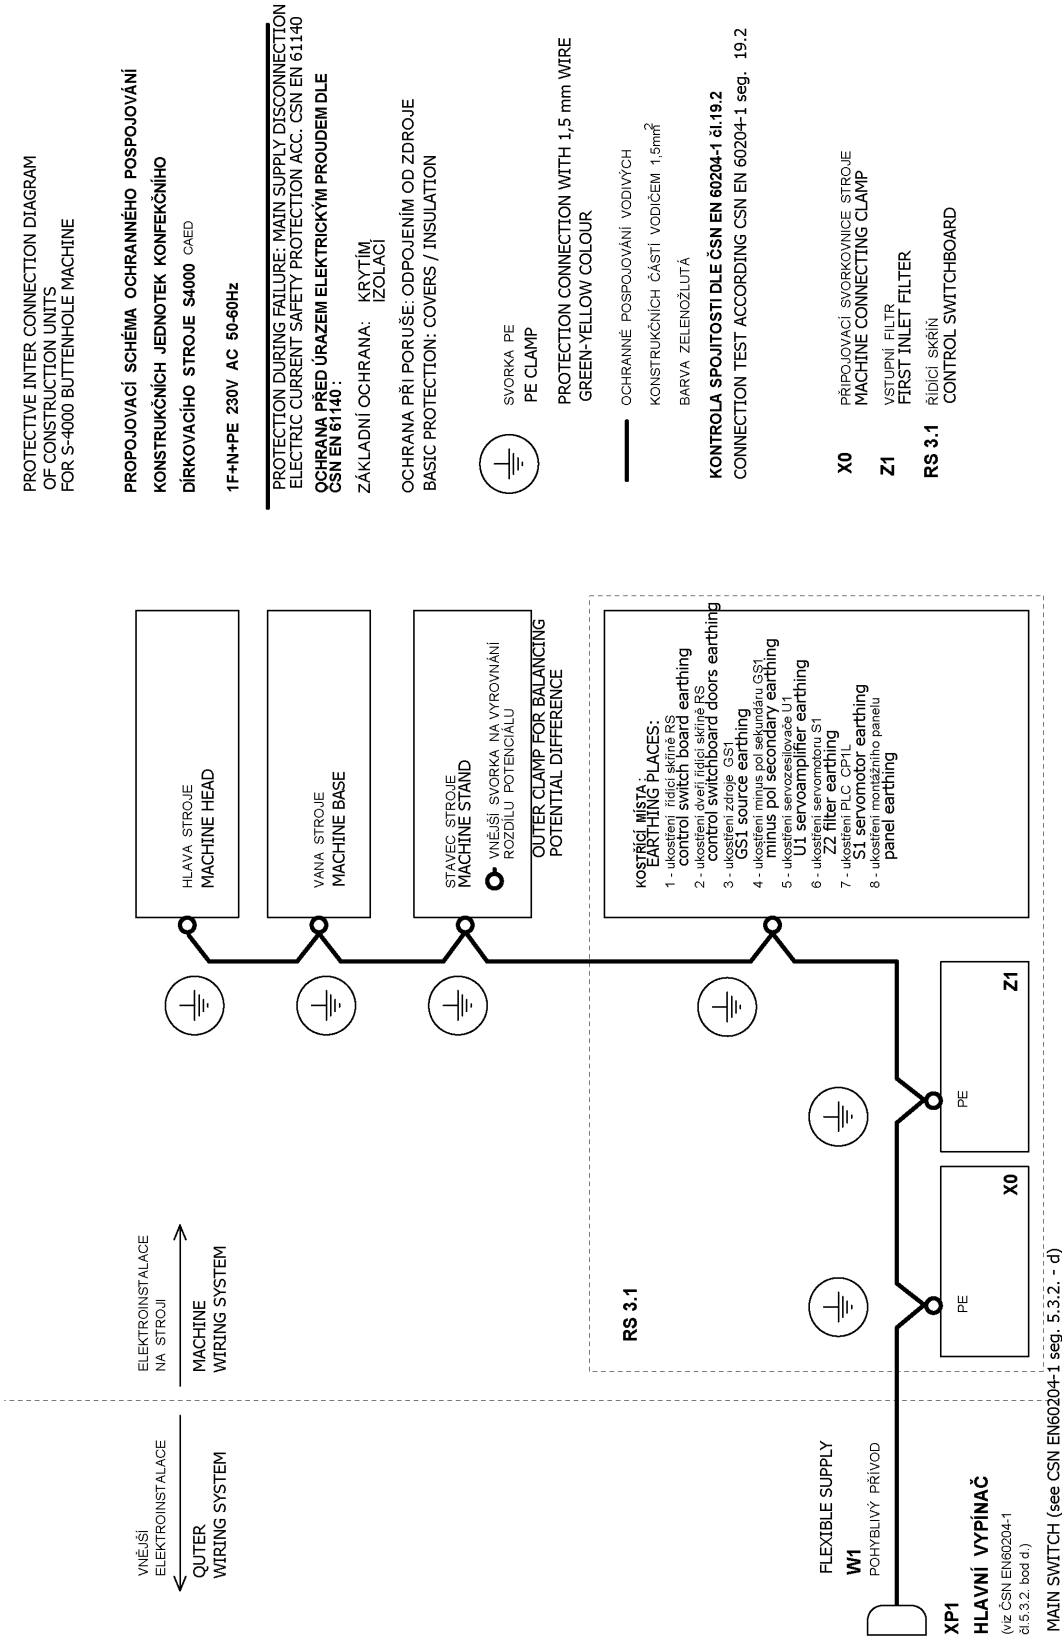 PROTECTIVE INTER CONNECTION DIAGRAM
OF CONSTRUCTION UNITS
FOR S-4000 BUTTENHOLE MACHINE
PROPOJOVACÍ SCHÉMA OCHRANNÉHO POSPOJOVÁNÍ
KONSTRUKČNÍCH JEDNOTEK KONFEKČNÍHO
DÍRKOVACÍHO STROJE S4000 CAED
1F+N+PE 230V AC 50-60Hz
PROTECTION DURING FAILURE: MAIN SUPPLY DISCONNECTION
ELECTRIC CURRENT SAFETY PROTECTION ACC. CSN EN 61140
OCHRANA PŘED ÚRAZEM ELEKTRICKÝM PROUDEM DLE
ČSN EN 61140 :
ZÁKLADNÍ OCHRANA: KRYTÍM
IZOLACÍ
OCHRANA PŘI PORUŠE: ODPOJENÍM OD ZDROJE
BASIC PROTECTION: COVERS / INSULATION
SVORKA PE
PE CLAMP
PROTECTION CONNECTION WITH 1,5 mm WIRE
GREEN-YELLOW COLOUR
OCHRANNÉ POSPOJOVÁNÍ VODIVÝCH
KONSTRUKČNÍCH ČÁSTÍ VODIČEM 1,5mm²
BARVA ZELENOŽLUTÁ
KONTROLA SPOJITOSTI DLE ČSN EN 60204-1 čl.19.2
CONNECTION TEST ACCORDING CSN EN 60204-1 seg. 19.2
X0 PŘIPOJOVACÍ SVORKOVNICE STROJE
MACHINE CONNECTING CLAMP
Z1 VSTUPNÍ FILTR
FIRST INLET FILTER
RS 3.1 ŘÍDÍCÍ SKŘÍŇ
CONTROL SWITCHBOARD
HLAVA STROJE
MACHINE HEAD
VANA STROJE
MACHINE BASE
STAVEC STROJE
MACHINE STAND
VNĚJŠÍ SVORKA NA VYROVNÁNÍ
ROZDÍLU POTENCIÁLU
OUTER CLAMP FOR BALANCING
POTENTIAL DIFFERENCE
KOSTŘÍCÍ MÍSTA :
EARTHING PLACES:
1 - ukostření řídicí skříně RS
control switch board earthing
2 - ukostření dveří řídicí skříně RS
control switchboard doors earthing
3 - ukostření zdroje GS1
GS1 source earthing
4 - ukostření minus pol sekundáru GS1
minus pol secondary earthing
5 - ukostření servozesilovače U1
U1 servoamplifier earthing
6 - ukostření servomotoru S1
Z2 filter earthing
7 - ukostření PLC CP1L
S1 servomotor earthing
8 - ukostření montážního panelu
panel earthing
PE
Z1
PE
X0
RS 3.1
ELEKTROINSTALACE
NA STROJI
MACHINE
WIRING SYSTEM
VNĚJŠÍ
ELEKTROINSTALACE
QUTER
WIRING SYSTEM
FLEXIBLE SUPPLY
W1
POHYBLIVÝ PŘÍVOD
XP1
HLAVNÍ VYPÍNAČ
(viz ČSN EN60204-1
čl.5.3.2. bod d.)
MAIN SWITCH (see CSN EN60204-1 seg. 5.3.2. - d)